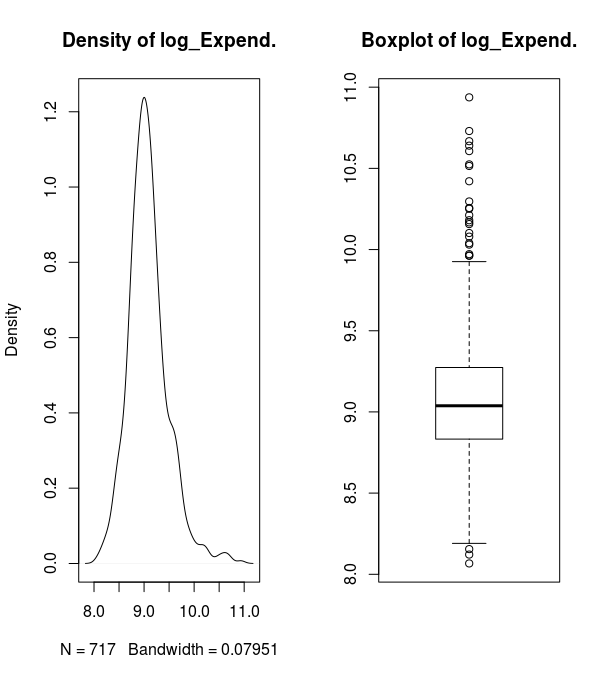 Density of log_Expend.
Density
0.0 0.2 0.4 0.6 0.8 1.0 1.2
8.0 9.0 10.0 11.0
N = 717 Bandwidth = 0.07951
Boxplot of log_Expend.
8.0 8.5 9.0 9.5 10.0 10.5 11.0